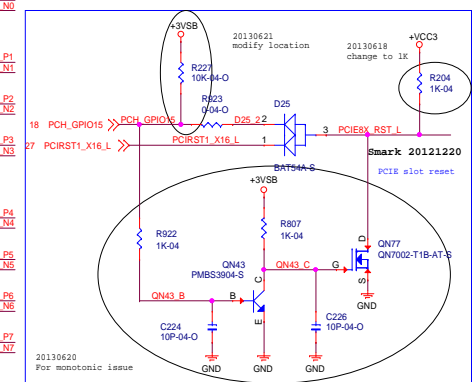 N0
+3VSB
20130621
modify location
+VCC3
20130618
change to 1K
P1
N1
R227
10K-04-O
R204
1K-04
P2
N2
R923
0-04-O
D25
18 PCH_GPIO15 PCH_GPIO15 D25_2 2
3 PCIE8X_RST_L
P3
N3
27 PCIRST1_X16_L PCIRST1_X16_L 1
BAT54A-S
Smark 20121220
PCIE slot reset
+3VSB
P4
N4
R922
1K-04
R807
1K-04
D
QN77
QN7002-T1B-AT-S
P5
N5
QN43
PMBS3904-S
C
QN43_C
G
S
GND
P6
N6
QN43_B
B
E
C224
10P-04-O
C226
10P-04-O
P7
N7
20130620
For monotonic issue
GND
GND
GND